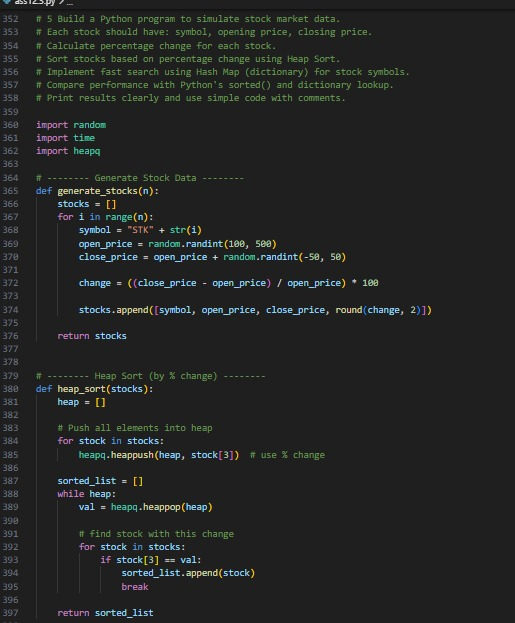 ass12.5.py > ...
352 # 5 Build a Python program to simulate stock market data.
353 # Each stock should have: symbol, opening price, closing price.
354 # Calculate percentage change for each stock.
355 # Sort stocks based on percentage change using Heap Sort.
356 # Implement fast search using Hash Map (dictionary) for stock symbols.
357 # Compare performance with Python's sorted() and dictionary lookup.
358 # Print results clearly and use simple code with comments.
359
360 import random
361 import time
362 import heapq
363
364 # -------- Generate Stock Data --------
365 def generate_stocks(n):
366     stocks = []
367     for i in range(n):
368         symbol = "STK" + str(i)
369         open_price = random.randint(100, 500)
370         close_price = open_price + random.randint(-50, 50)
371
372         change = ((close_price - open_price) / open_price) * 100
373
374         stocks.append([symbol, open_price, close_price, round(change, 2)])
375
376     return stocks
377
378
379 # -------- Heap Sort (by % change) --------
380 def heap_sort(stocks):
381     heap = []
382
383     # Push all elements into heap
384     for stock in stocks:
385         heapq.heappush(heap, stock[3])  # use % change
386
387     sorted_list = []
388     while heap:
389         val = heapq.heappop(heap)
390
391         # find stock with this change
392         for stock in stocks:
393             if stock[3] == val:
394                 sorted_list.append(stock)
395                 break
396
397     return sorted_list